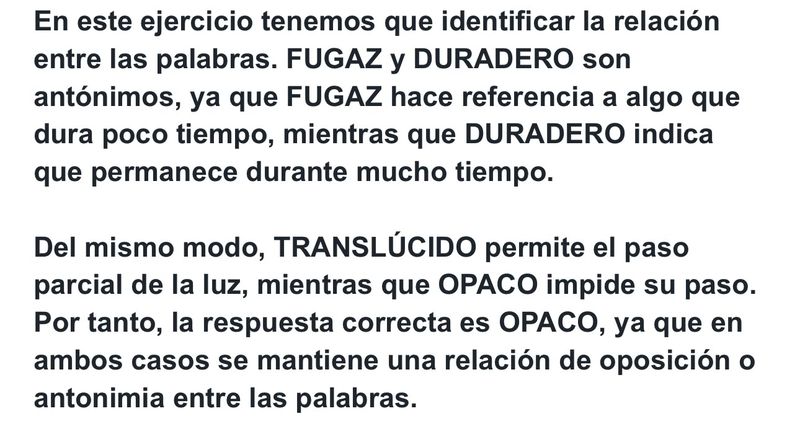 En este ejercicio tenemos que identificar la relación
entre las palabras. FUGAZ y DURADERO son
antónimos, ya que FUGAZ hace referencia a algo que
dura poco tiempo, mientras que DURADERO indica
que permanece durante mucho tiempo.
Del mismo modo, TRANSLÚCIDO permite el paso
parcial de la luz, mientras que OPACO impide su paso.
Por tanto, la respuesta correcta es OPACO, ya que en
ambos casos se mantiene una relación de oposición o
antonimia entre las palabras.